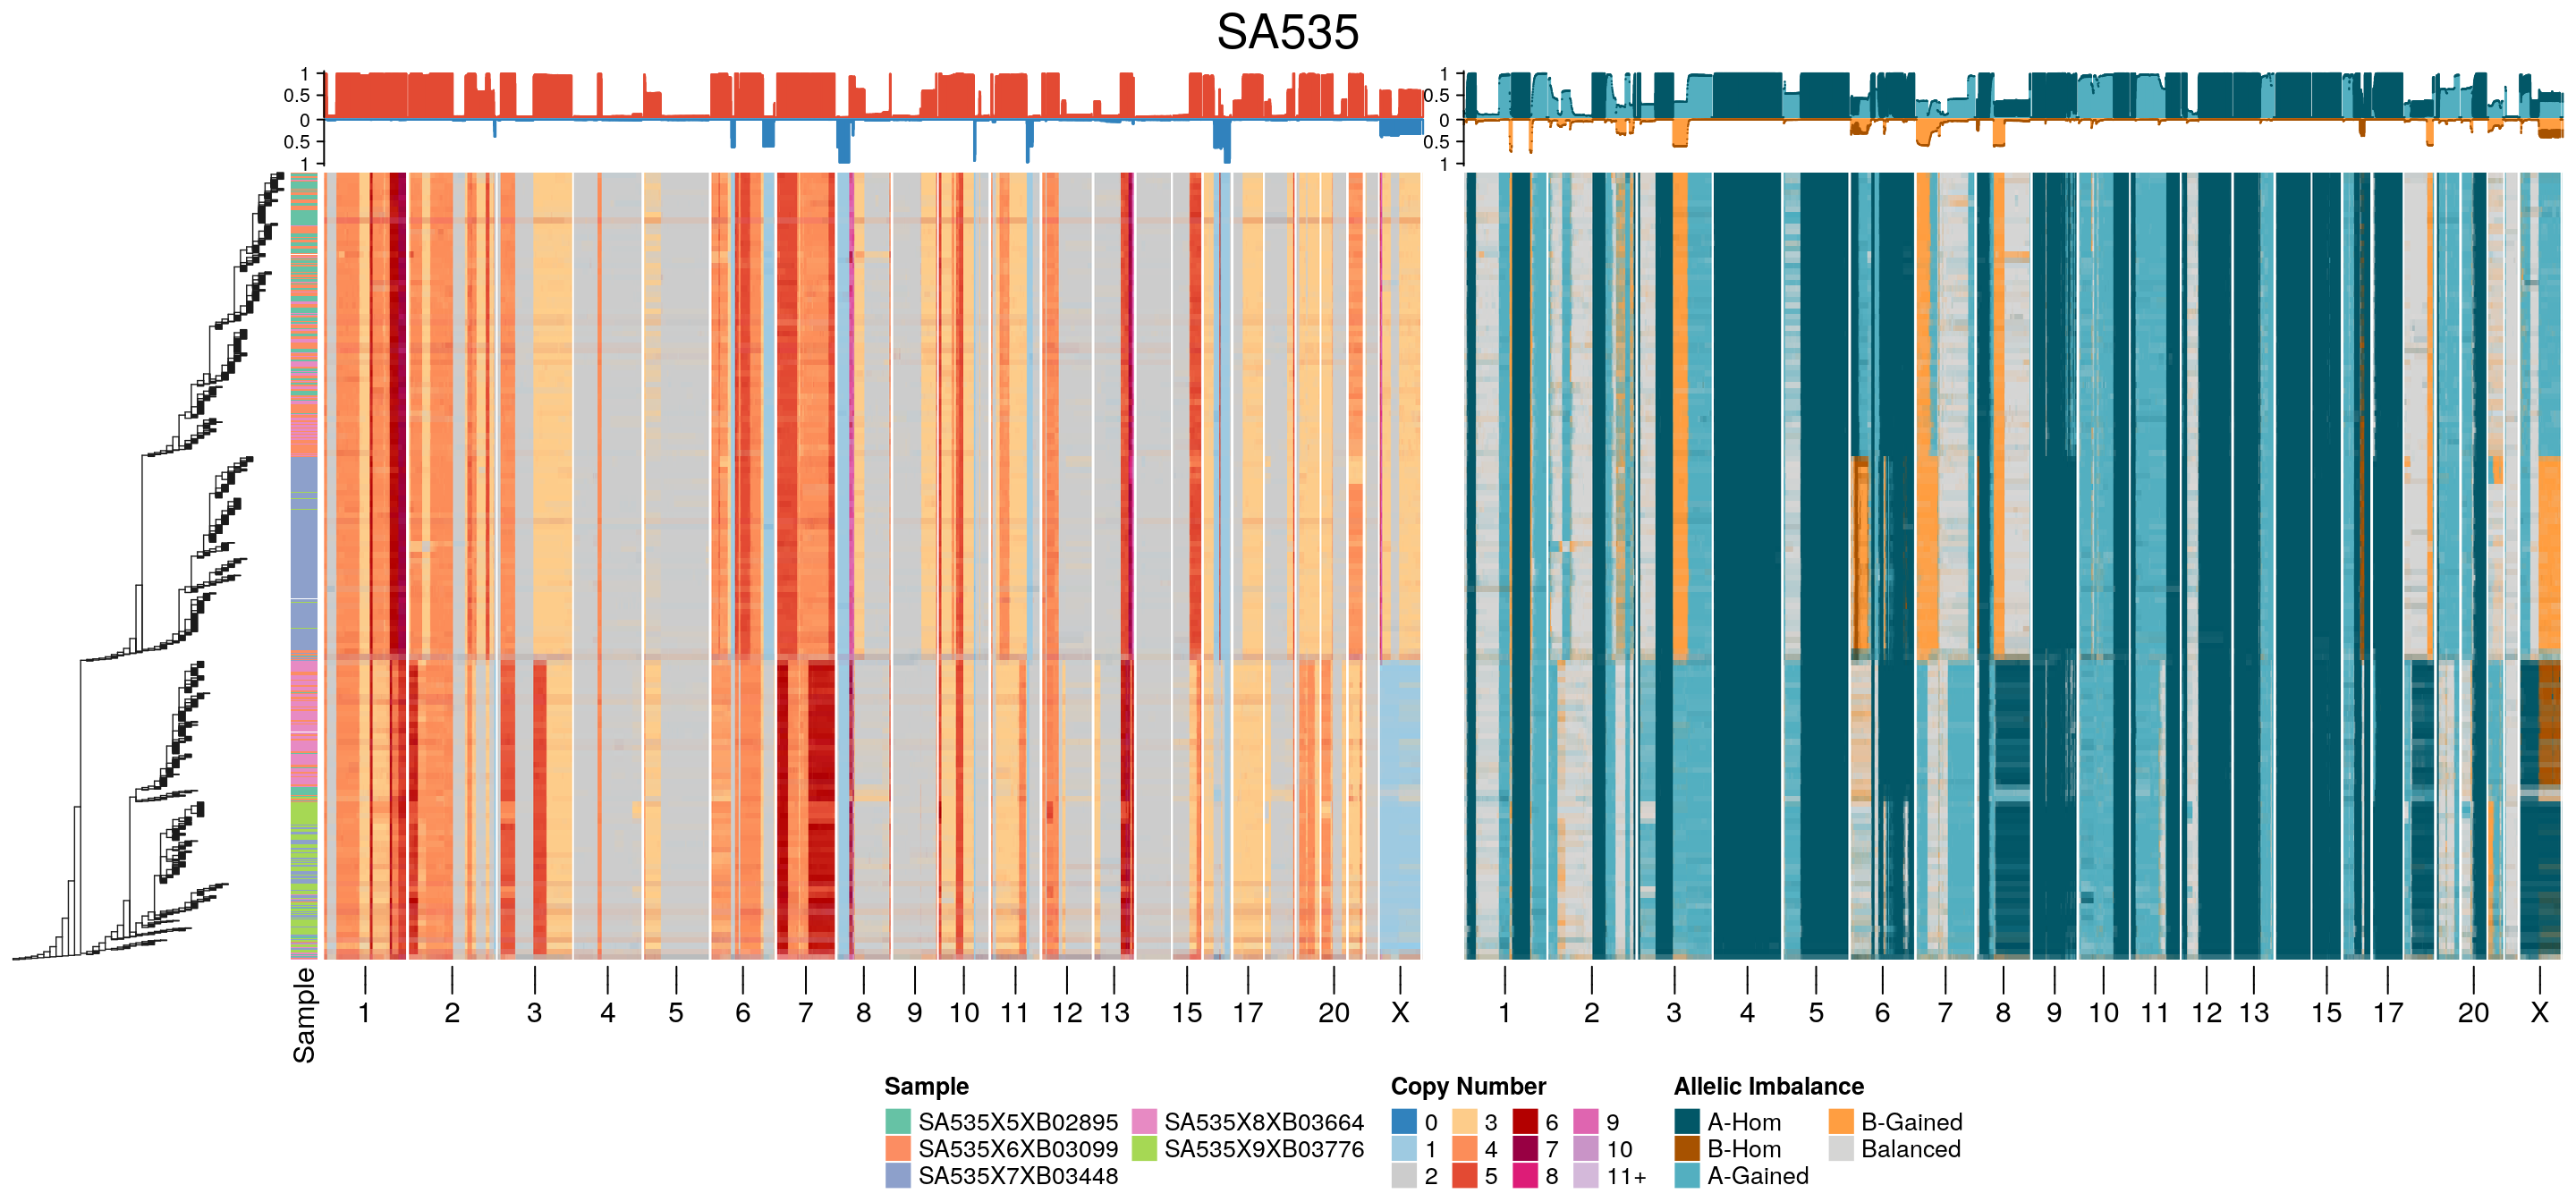 SA535
1
0.5
0
0.5
1
1
0.5
0
0.5
1
Sample
1 2 3 4 5 6 7 8 9 10 11 12 13 15 17 20 X
1 2 3 4 5 6 7 8 9 10 11 12 13 15 17 20 X
Sample
SA535X5XB02895
SA535X6XB03099
SA535X7XB03448
SA535X8XB03664
SA535X9XB03776
Copy Number
0
1
2
3
4
5
6
7
8
9
10
11+
Allelic Imbalance
A-Hom
B-Hom
A-Gained
B-Gained
Balanced